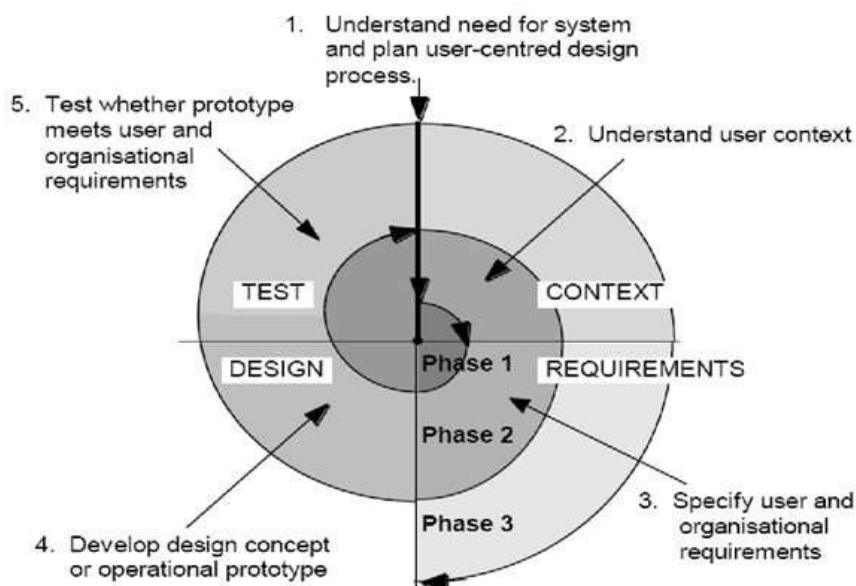 1. Understand need for system
and plan user-centred design
process.
5. Test whether prototype
meets user and
organisational
requirements
2. Understand user context
TEST
CONTEXT
DESIGN
Phase 1
REQUIREMENTS
Phase 2
Phase 3
3. Specify user and
organisational
requirements
4. Develop design concept
or operational prototype